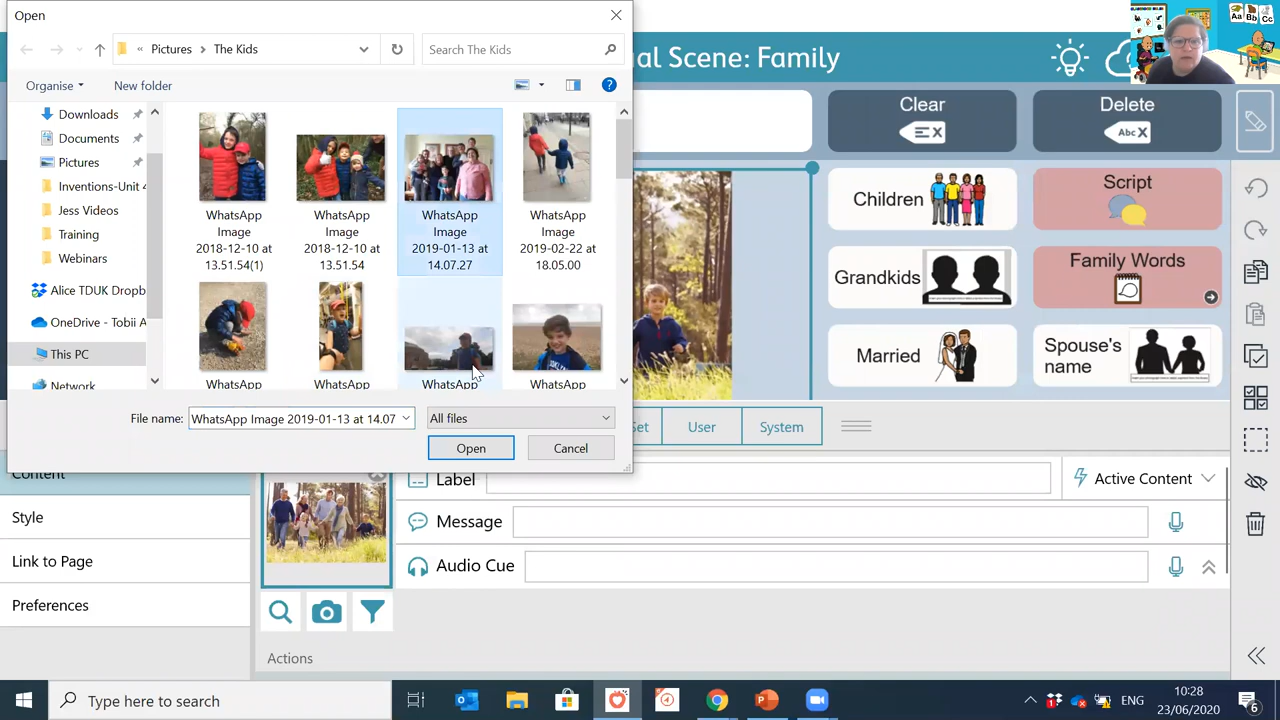 Open
« Pictures > The Kids
Search The Kids
Organise
New folder
Downloads
Documents
Pictures
Inventions-Unit 4
Jess Videos
Training
Webinars
Alice TDUK Dropb
OneDrive - Tobii A
This PC
Network
WhatsApp
Image
2018-12-10 at
13.51.54(1)
WhatsApp
Image
2018-12-10 at
13.51.54
WhatsApp
Image
2019-01-13 at
14.07.27
WhatsApp
Image
2019-02-22 at
18.05.00
WhatsApp
WhatsApp
WhatsApp
WhatsApp
File name:
WhatsApp Image 2019-01-13 at 14.07
All files
Open
Cancel
ual Scene: Family
Aa
Bb
Cc
Clear
Delete
Abc X
Children
Script
Grandkids
Family Words
Married
Spouse's
name
Set
User
System
Content
Style
Link to Page
Preferences
Label
Active Content
Message
Audio Cue
Actions
Type here to search
ENG
10:28
23/06/2020
6